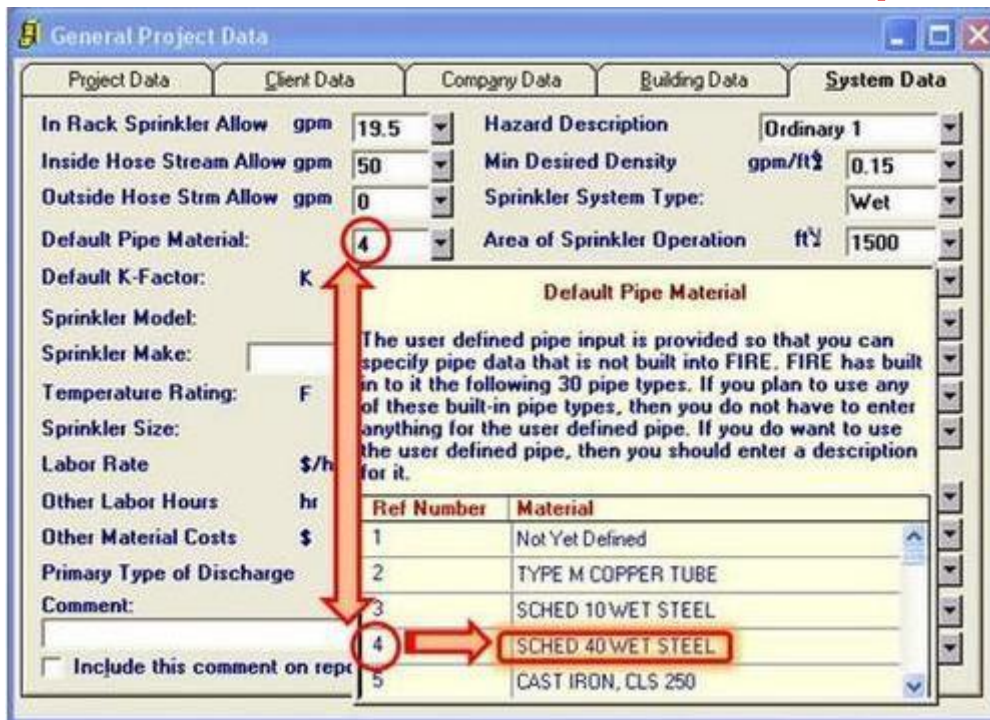 General Project Data
Project Data Client Data Company Data Building Data System Data
In Rack Sprinkler Allow gpm 19.5 Hazard Description Ordinary 1
Inside Hose Stream Allow gpm 50 Min Desired Density gpm/ft2 0.15
Outside Hose Strm Allow gpm 0 Sprinkler System Type: Wet
Default Pipe Material: 4 Area of Sprinkler Operation ft2 1500
Default K-Factor: K
Sprinkler Model:
Sprinkler Make:
Temperature Rating: F
Sprinkler Size:
Labor Rate $/h
Other Labor Hours hr
Other Material Costs $
Primary Type of Discharge
Comment:
Include this comment on repo
Default Pipe Material
The user defined pipe input is provided so that you can
specify pipe data that is not built into FIRE. FIRE has built
in to it the following 30 pipe types. If you plan to use any
of these built-in pipe types, then you do not have to enter
anything for the user defined pipe. If you do want to use
the user defined pipe, then you should enter a description
for it.
Ref Number Material
1 Not Yet Defined
2 TYPE M COPPER TUBE
3 SCHED 10 WET STEEL
4 SCHED 40 WET STEEL
5 CAST IRON, CLS 250